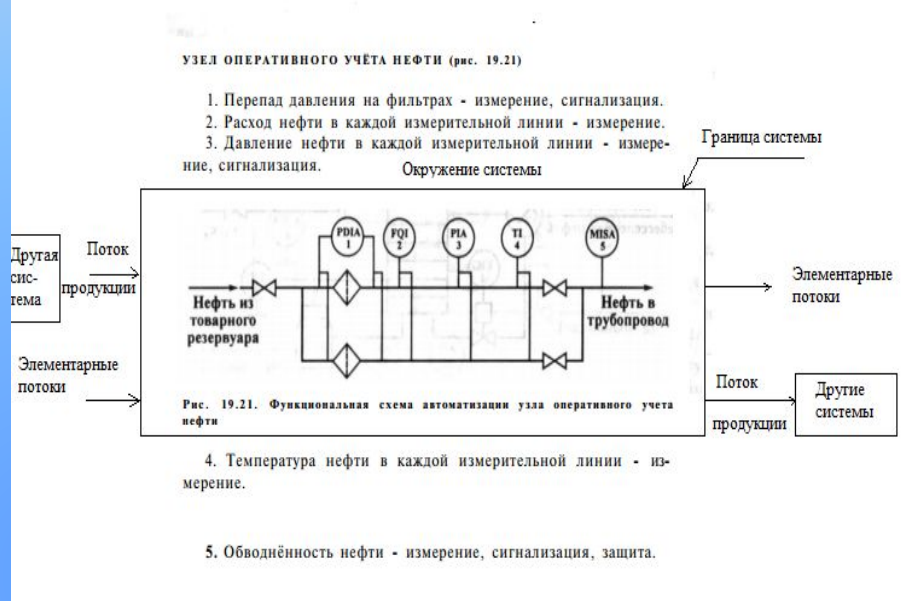 УЗЕЛ ОПЕРАТИВНОГО УЧЁТА НЕФТИ (рис. 19.21)
1. Перепад давления на фильтрах - измерение, сигнализация.
2. Расход нефти в каждой измерительной линии - измерение.
3. Давление нефти в каждой измерительной линии - измере-
ние, сигнализация.
Граница системы
Окружение системы
PDIA
1
FQI
2
PIA
3
TI
4
MISA
5
Другая
сис-
тема
Поток
продукции
Элементарные
потоки
Нефть из
товарного
резервуара
Нефть в
трубопровод
Элементарные
потоки
Поток
продукции
Другие
системы
Рис. 19.21. Функциональная схема автоматизации узла оперативного учета
нефти
4. Температура нефти в каждой измерительной линии - из-
мерение.
5. Обводнённость нефти - измерение, сигнализация, защита.